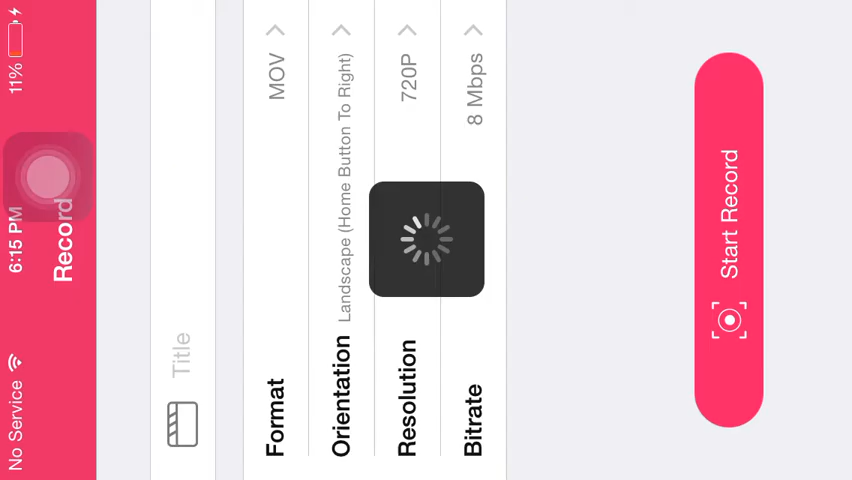 No Service 6:15 PM 11%
Record
Title
Format MOV
Orientation Landscape (Home Button To Right)
Resolution 720P
Bitrate 8 Mbps
Start Record